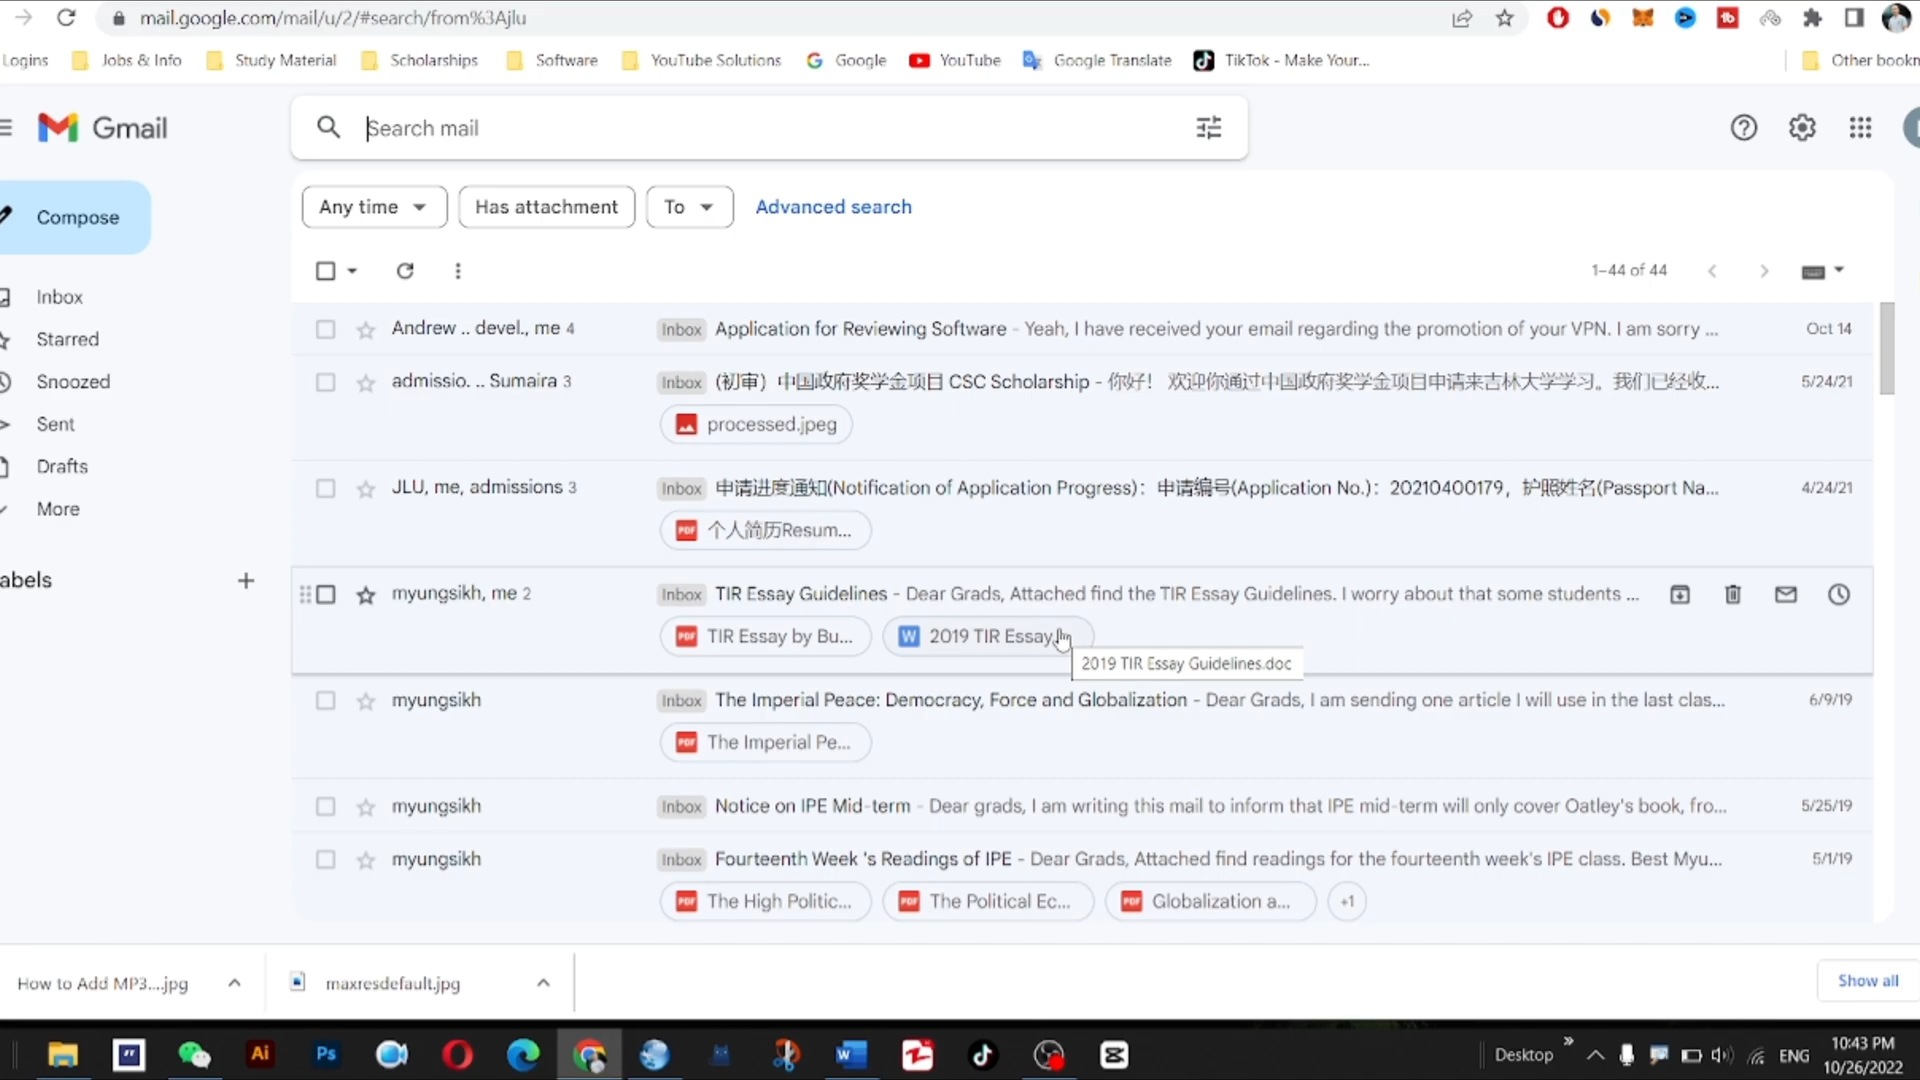 mail.google.com/mail/u/2/#search/from%3Ajlu
Logins Jobs & Info Study Material Scholarships Software YouTube Solutions Google YouTube Google Translate TikTok - Make Your... Other bookm
Gmail
Search mail
Compose
Any time Has attachment To Advanced search
1–44 of 44
Inbox
Starred
Snoozed
Sent
Drafts
More
abels
Andrew .. devel., me 4 Inbox Application for Reviewing Software - Yeah, I have received your email regarding the promotion of your VPN. I am sorry ... Oct 14
admissio. .. Sumaira 3 Inbox (初审) 中国政府奖学金项目 CSC Scholarship - 你好! 欢迎你通过中国政府奖学金项目申请来吉林大学学习。我们已经收... 5/24/21
processed.jpeg
JLU, me, admissions 3 Inbox 申请进度通知(Notification of Application Progress): 申请编号(Application No.): 20210400179, 护照姓名(Passport Na... 4/24/21
PDF 个人简历Resum...
myungsikh, me 2 Inbox TIR Essay Guidelines - Dear Grads, Attached find the TIR Essay Guidelines. I worry about that some students ...
PDF TIR Essay by Bu... W 2019 TIR Essay
2019 TIR Essay Guidelines.doc
myungsikh Inbox The Imperial Peace: Democracy, Force and Globalization - Dear Grads, I am sending one article I will use in the last clas... 6/9/19
PDF The Imperial Pe...
myungsikh Inbox Notice on IPE Mid-term - Dear grads, I am writing this mail to inform that IPE mid-term will only cover Oatley's book, fro... 5/25/19
myungsikh Inbox Fourteenth Week 's Readings of IPE - Dear Grads, Attached find readings for the fourteenth week's IPE class. Best Myu... 5/1/19
PDF The High Politic... PDF The Political Ec... PDF Globalization a... +1
How to Add MP3....jpg maxresdefault.jpg Show all
Ai Ps W Desktop ENG 10:43 PM
10/26/2022